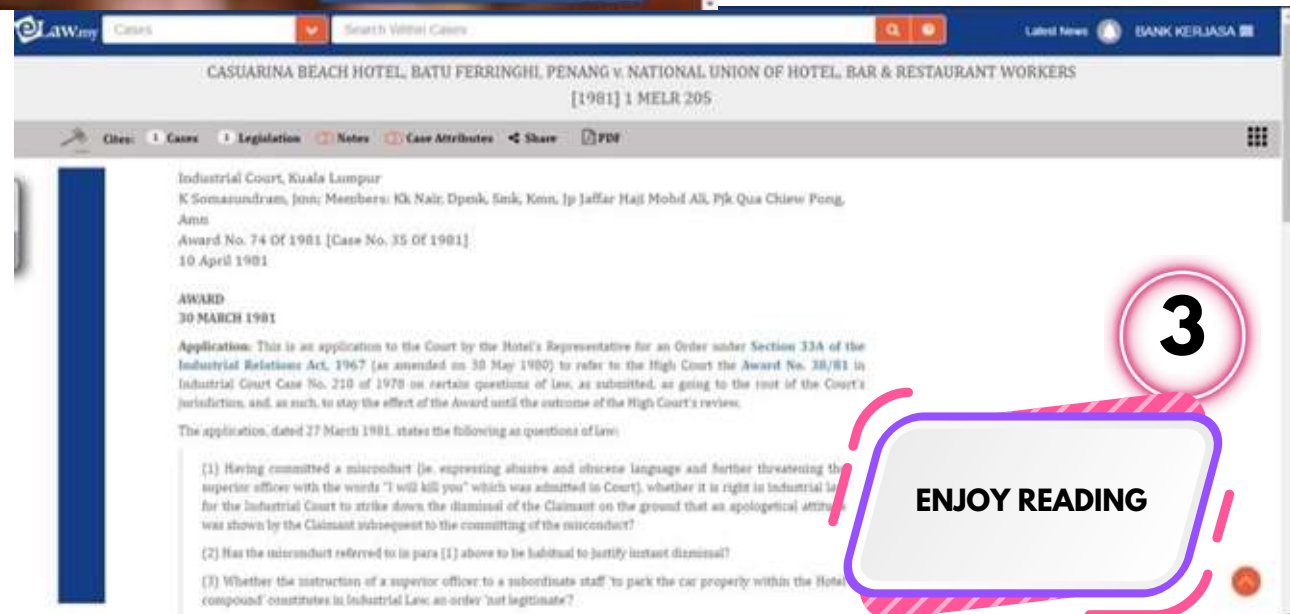 eLaw.my Cases Search Within Cases Latest News BANK KERJASA
CASUARINA BEACH HOTEL, BATU FERRINGHI, PENANG v. NATIONAL UNION OF HOTEL, BAR & RESTAURANT WORKERS
[1981] 1 MELR 205
Cites: 1 Cases 1 Legislation Notes Case Attributes Share PDF
Industrial Court, Kuala Lumpur
K Somasundram, Jmn; Members: Kk Nair, Dpmk, Smk, Kmn, Jp Jaffar Haji Mohd Ali, Pjk Qua Chiew Pong,
Amn
Award No. 74 Of 1981 [Case No. 35 Of 1981]
10 April 1981
AWARD
30 MARCH 1981
Application: This is an application to the Court by the Hotel's Representative for an Order under Section 33A of the
Industrial Relations Act, 1967 (as amended on 30 May 1980) to refer to the High Court the Award No. 38/81 in
Industrial Court Case No. 210 of 1978 on certain questions of law, as submitted, as going to the root of the Court's
jurisdiction, and, as such, to stay the effect of the Award until the outcome of the High Court's review.
The application, dated 27 March 1981, states the following as questions of law:
(1) Having committed a misconduct (ie. expressing abusive and obscene language and further threatening the
superior officer with the words "I will kill you" which was admitted in Court), whether it is right in industrial la
for the Industrial Court to strike down the dismissal of the Claimant on the ground that an apologetical attitud
was shown by the Claimant subsequent to the committing of the misconduct?
(2) Has the misconduct referred to in para [1] above to be habitual to justify instant dismissal?
(3) Whether the instruction of a superior officer to a subordinate staff 'to park the car properly within the Hotel
compound' constitutes in Industrial Law, an order 'not legitimate'?
3
ENJOY READING